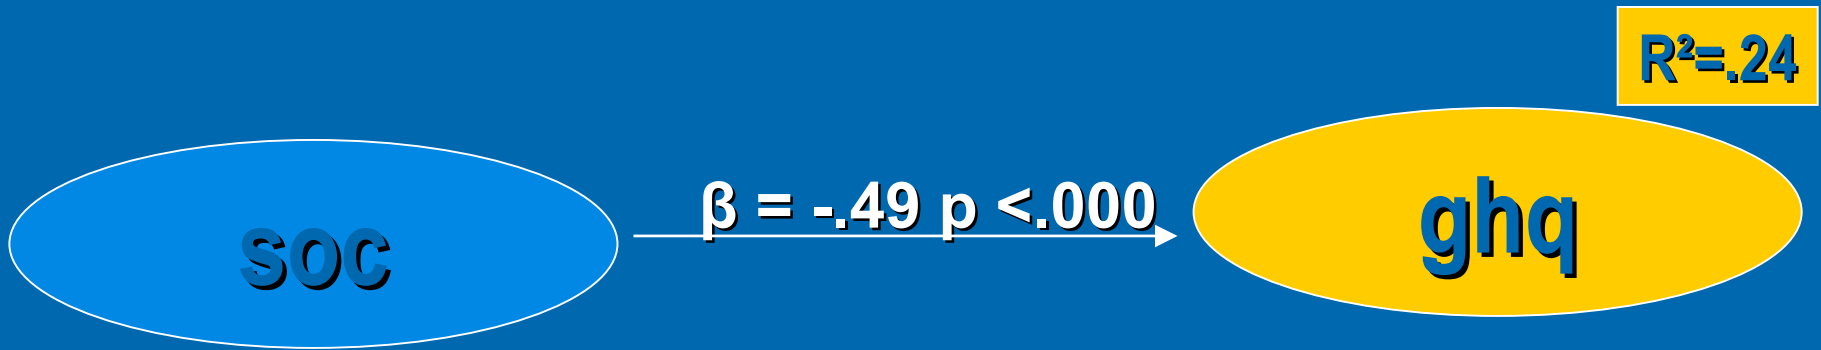 R²=.24
β = -.49 p <.000
soc
ghq